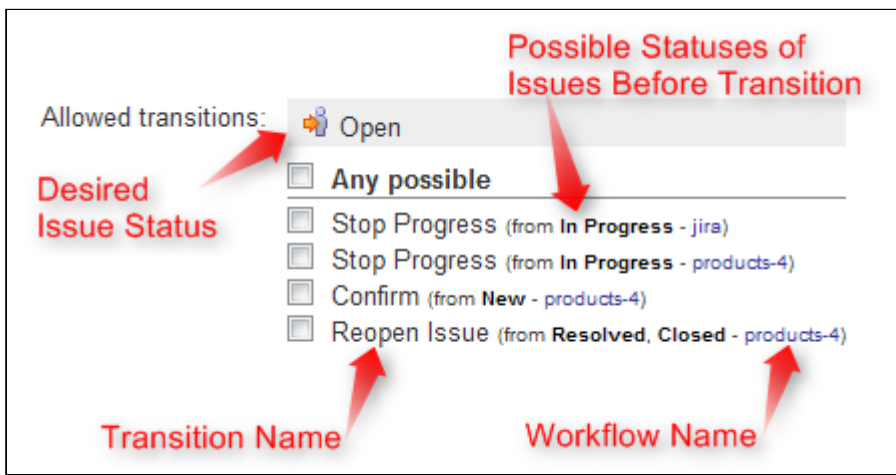 Possible Statuses of
Issues Before Transition
Allowed transitions:
Open
Desired
Issue Status
Any possible
Stop Progress (from In Progress - jira)
Stop Progress (from In Progress - products-4)
Confirm (from New - products-4)
Reopen Issue (from Resolved, Closed - products-4)
Transition Name
Workflow Name